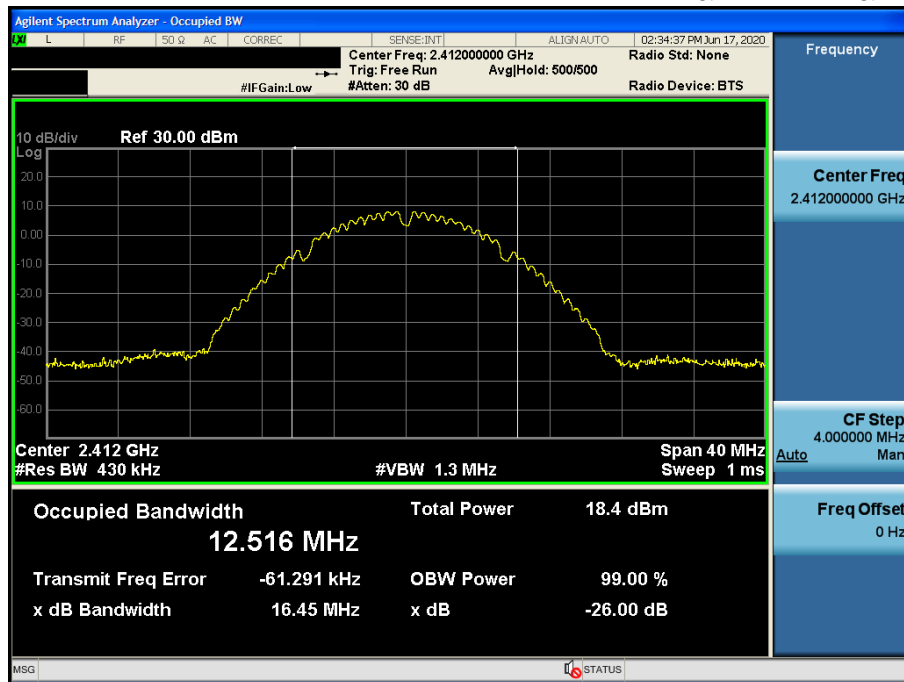 Agilent Spectrum Analyzer - Occupied BW
LXI L RF 50 Ω AC CORREC SENSE:INT ALIGN AUTO 02:34:37 PM Jun 17, 2020
Center Freq: 2.412000000 GHz Radio Std: None
Trig: Free Run Avg|Hold: 500/500
#IFGain:Low #Atten: 30 dB Radio Device: BTS
10 dB/div Ref 30.00 dBm
Log
20.0
10.0
0.00
-10.0
-20.0
-30.0
-40.0
-50.0
-60.0
Center 2.412 GHz Span 40 MHz
#Res BW 430 kHz #VBW 1.3 MHz Sweep 1 ms
Occupied Bandwidth Total Power 18.4 dBm
12.516 MHz
Transmit Freq Error -61.291 kHz OBW Power 99.00 %
x dB Bandwidth 16.45 MHz x dB -26.00 dB
MSG STATUS
Frequency
Center Freq
2.412000000 GHz
CF Step
4.000000 MHz
Auto Man
Freq Offset
0 Hz